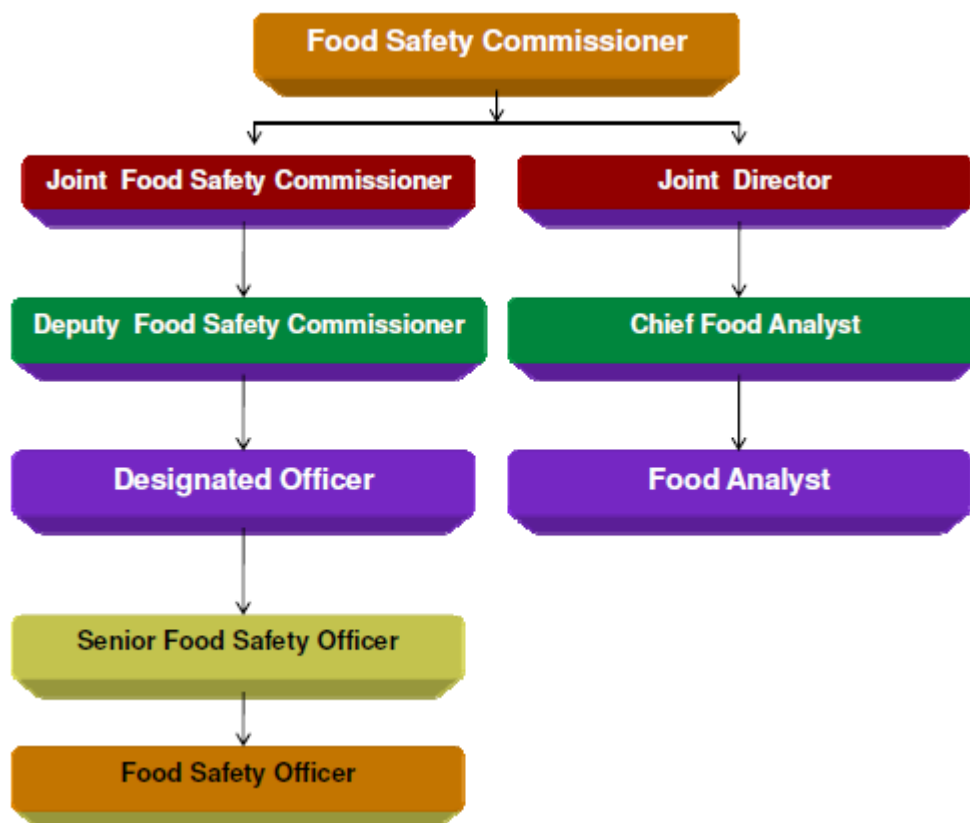 Food Safety Commissioner
Joint Food Safety Commissioner
Joint Director
Deputy Food Safety Commissioner
Chief Food Analyst
Designated Officer
Food Analyst
Senior Food Safety Officer
Food Safety Officer